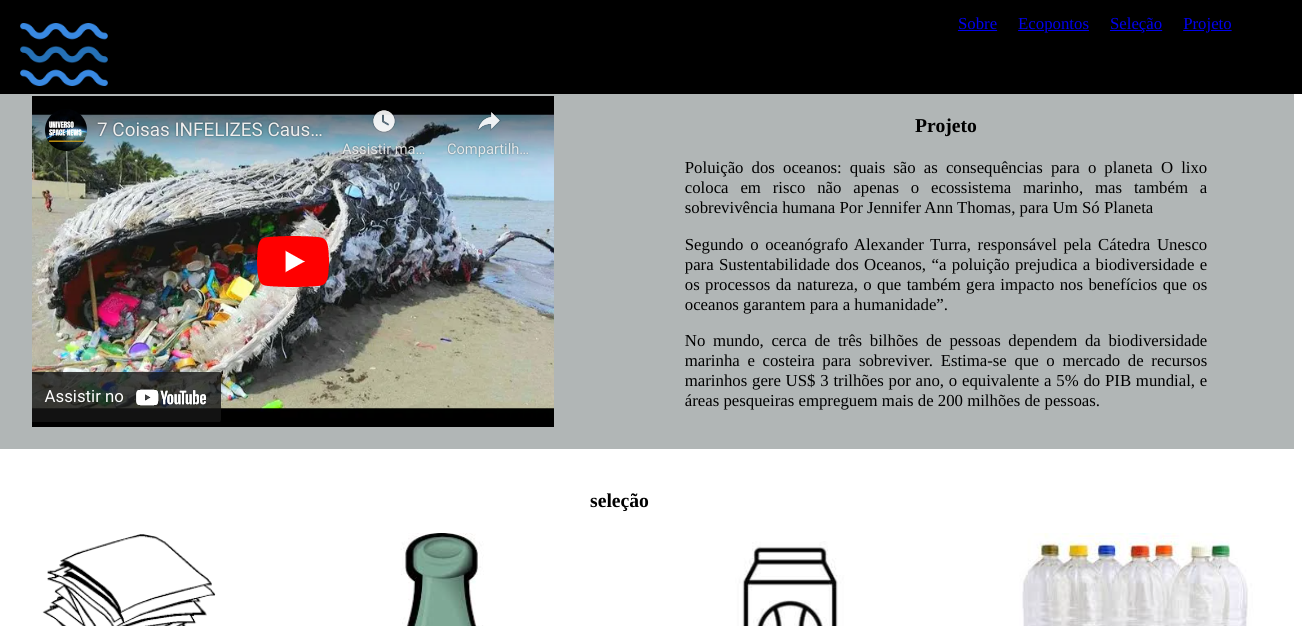 Sobre Ecopontos Seleção Projeto
UNIVERSO
SPACE NEWS
7 Coisas INFELIZES Caus...
Assistir ma...
Compartilh...
Assistir no YouTube
Projeto
Poluição dos oceanos: quais são as consequências para o planeta O lixo
coloca em risco não apenas o ecossistema marinho, mas também a
sobrevivência humana Por Jennifer Ann Thomas, para Um Só Planeta
Segundo o oceanógrafo Alexander Turra, responsável pela Cátedra Unesco
para Sustentabilidade dos Oceanos, “a poluição prejudica a biodiversidade e
os processos da natureza, o que também gera impacto nos benefícios que os
oceanos garantem para a humanidade”.
No mundo, cerca de três bilhões de pessoas dependem da biodiversidade
marinha e costeira para sobreviver. Estima-se que o mercado de recursos
marinhos gere US$ 3 trilhões por ano, o equivalente a 5% do PIB mundial, e
áreas pesqueiras empreguem mais de 200 milhões de pessoas.
seleção